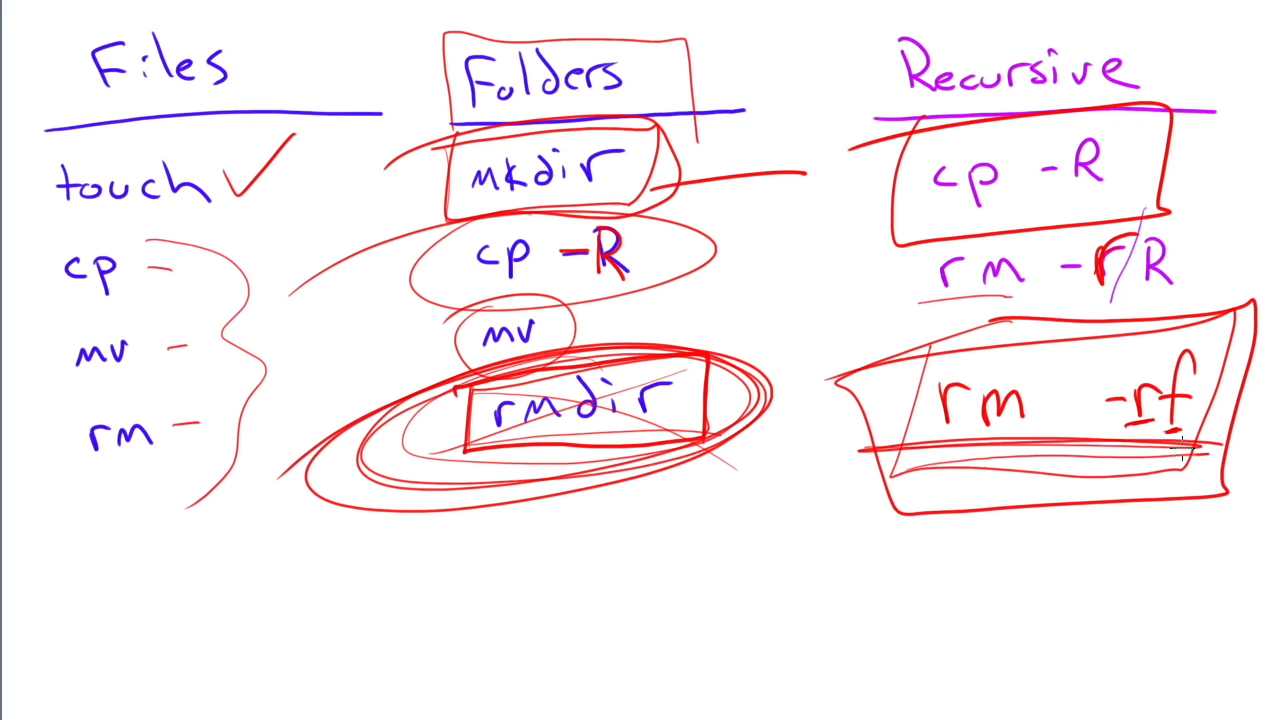 Files
touch
cp -
mv -
rm -
Folders
mkdir
cp -R
mv
rmdir
Recursive
cp -R
rm -r/R
rm -rf